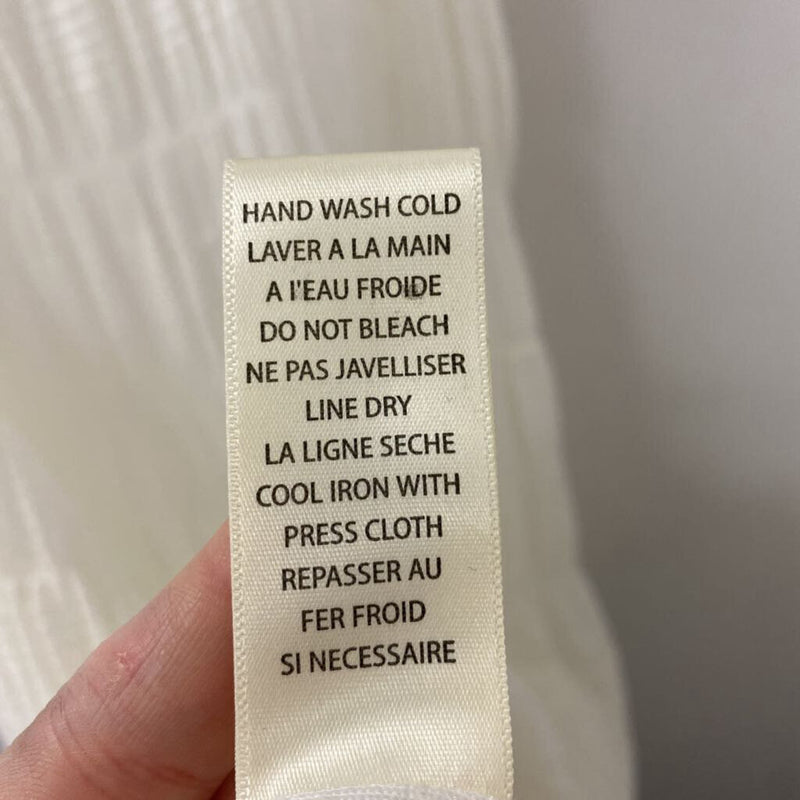 HAND WASH COLD
LAVER A LA MAIN
A l'EAU FROIDE
DO NOT BLEACH
NE PAS JAVELLISER
LINE DRY
LA LIGNE SECHE
COOL IRON WITH
PRESS CLOTH
REPASSER AU
FER FROID
SI NECESSAIRE